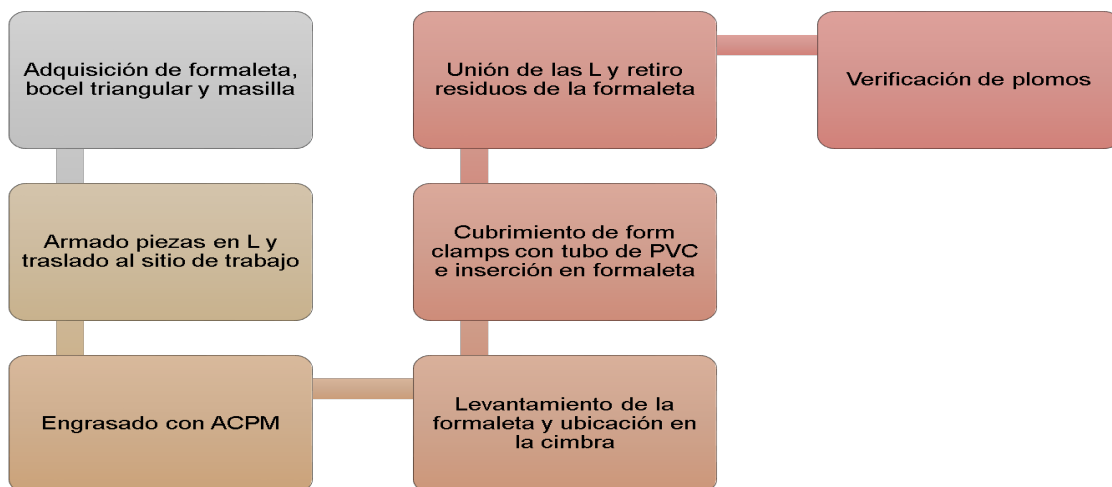 Adquisición de formaleta,
bocel triangular y masilla
Armado piezas en L y
traslado al sitio de trabajo
Engrasado con ACPM
Levantamiento de la
formaleta y ubicación en
la cimbra
Cubrimiento de form
clamps con tubo de PVC
e inserción en formaleta
Unión de las L y retiro
residuos de la formaleta
Verificación de plomos